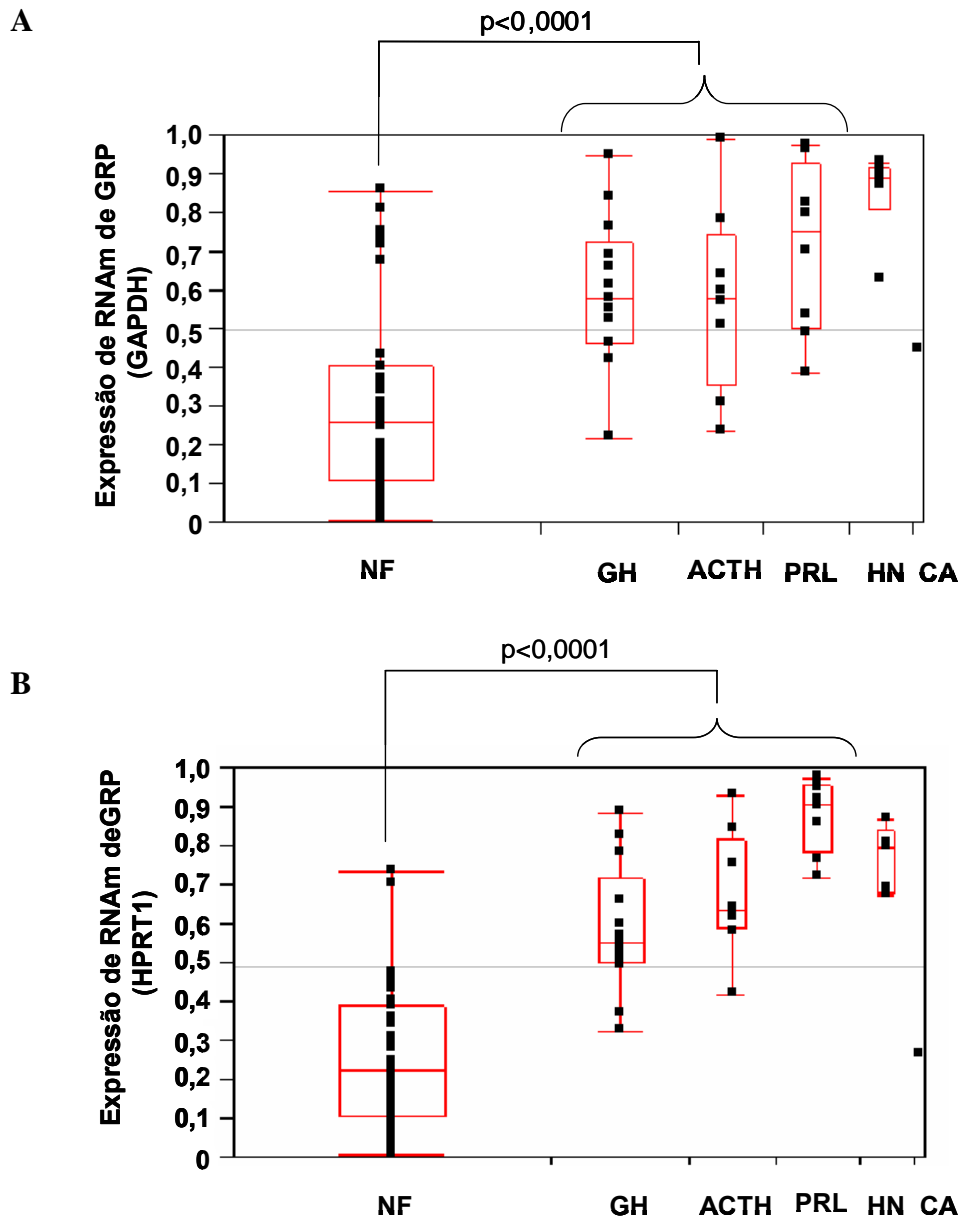 A
p<0,0001
Expressão de RNAm de GRP
(GAPDH)
1,0
0,9
0,8
0,7
0,6
0,5
0,4
0,3
0,2
0,1
0
NF GH ACTH PRL HN CA
B
p<0,0001
Expressão de RNAm deGRP
(HPRT1)
1,0
0,9
0,8
0,7
0,6
0,5
0,4
0,3
0,2
0,1
0
NF GH ACTH PRL HN CA